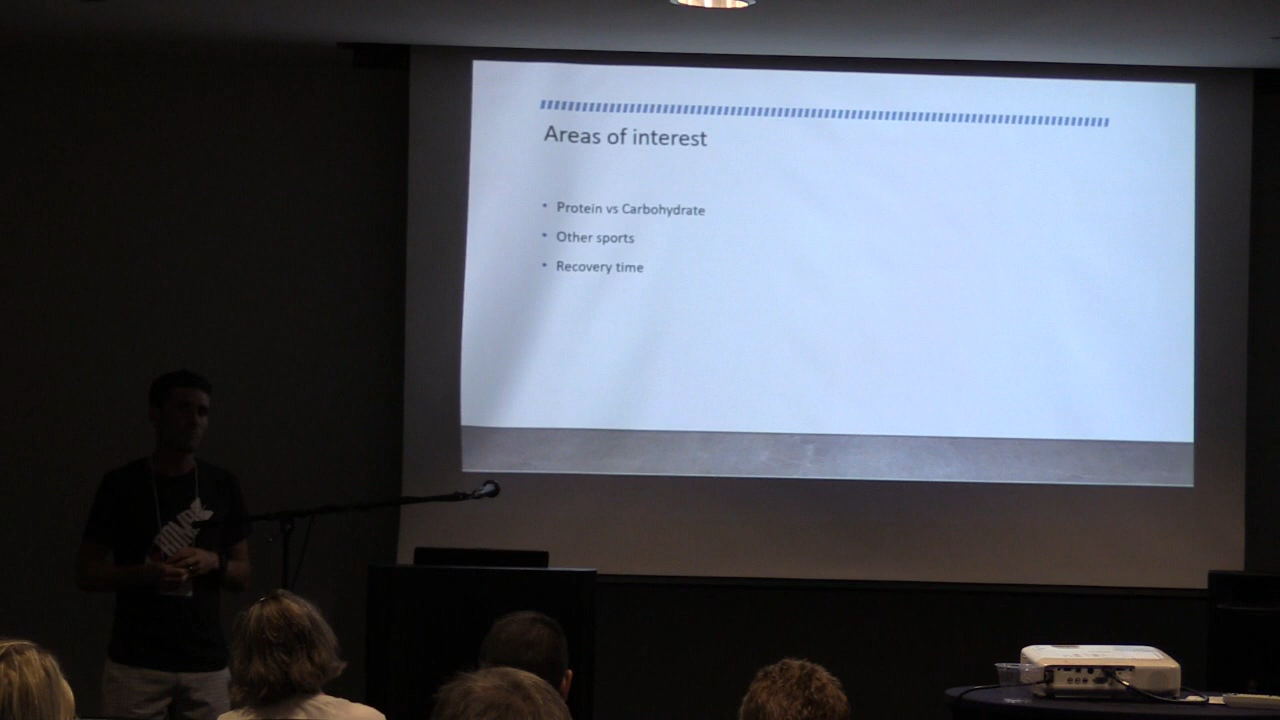 Areas of interest
Protein vs Carbohydrate
Other sports
Recovery time